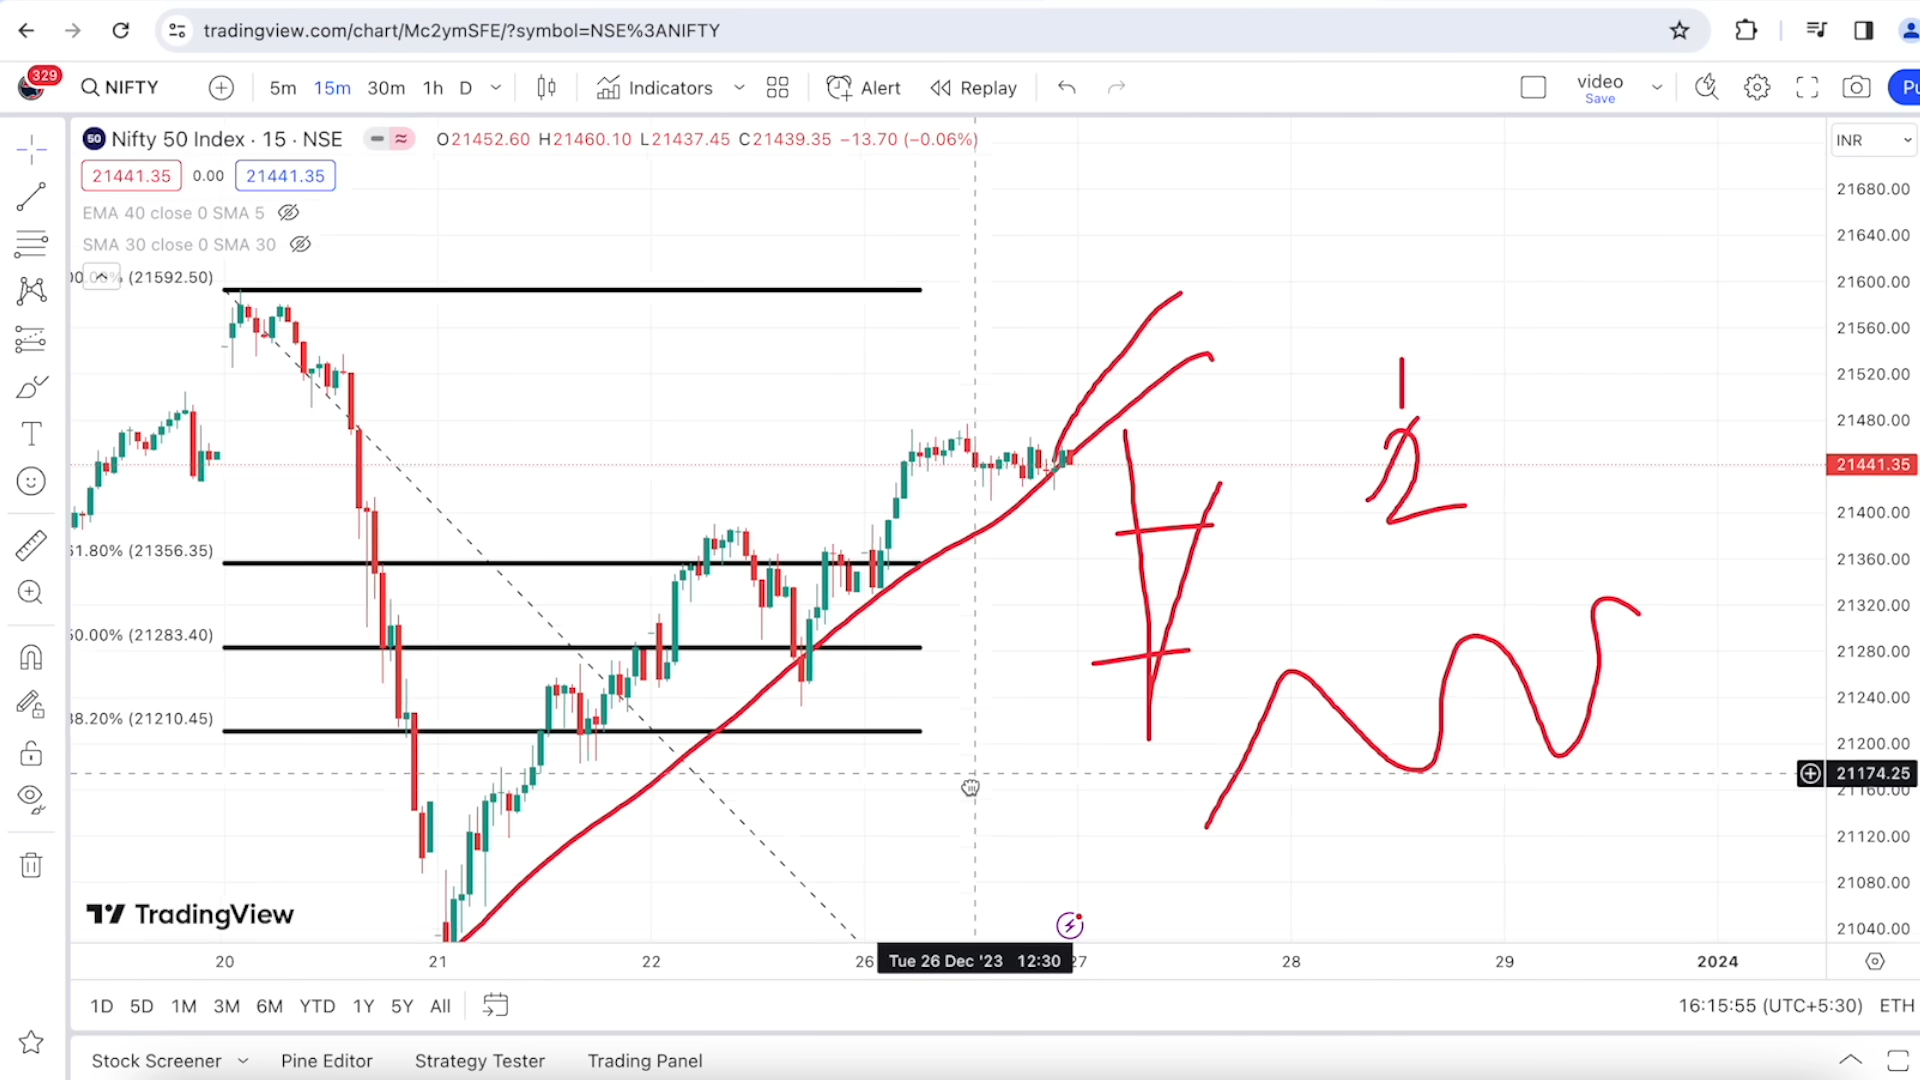 tradingview.com/chart/Mc2ymSFE/?symbol=NSE%3ANIFTY
329 NIFTY 5m 15m 30m 1h D Indicators Alert Replay video Save Pu
50 Nifty 50 Index · 15 · NSE O21452.60 H21460.10 L21437.45 C21439.35 −13.70 (−0.06%) INR
21441.35 0.00 21441.35
EMA 40 close 0 SMA 5
SMA 30 close 0 SMA 30
(21592.50)
61.80% (21356.35)
50.00% (21283.40)
38.20% (21210.45)
21680.00
21640.00
21600.00
21560.00
21520.00
21480.00
21441.35
21400.00
21360.00
21320.00
21280.00
21240.00
21200.00
21174.25
21160.00
21120.00
21080.00
21040.00
1
2
TradingView
20 21 22 26 Tue 26 Dec '23 12:30 27 28 29 2024
1D 5D 1M 3M 6M YTD 1Y 5Y All 16:15:55 (UTC+5:30) ETH
Stock Screener Pine Editor Strategy Tester Trading Panel